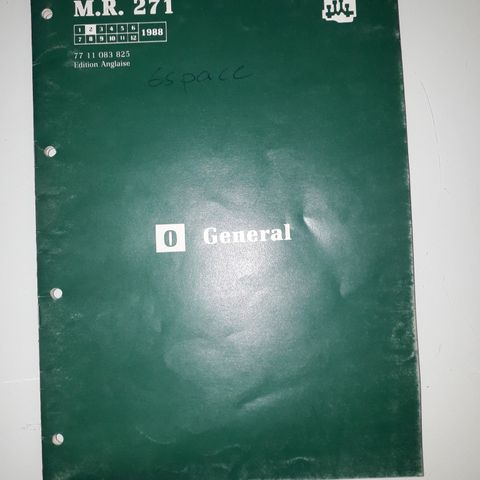 M.R. 271
1 2 3 4 5 6
7 8 9 10 11 12
1988
77 11 083 825
Edition Anglaise
éspace
0 General